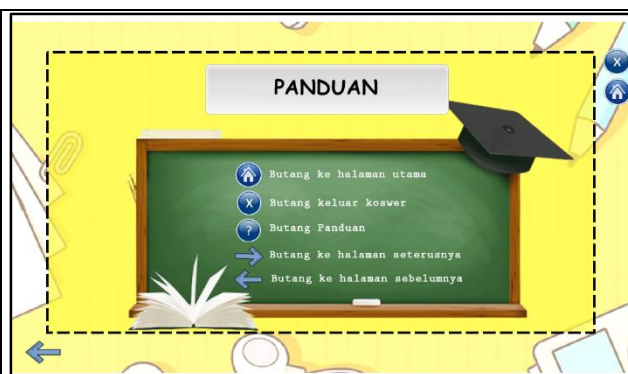 PANDUAN
X
Butang ke halaman utama
X Butang keluar koswer
? Butang Panduan
Butang ke halaman seterusnya
Butang ke halaman sebelumnya